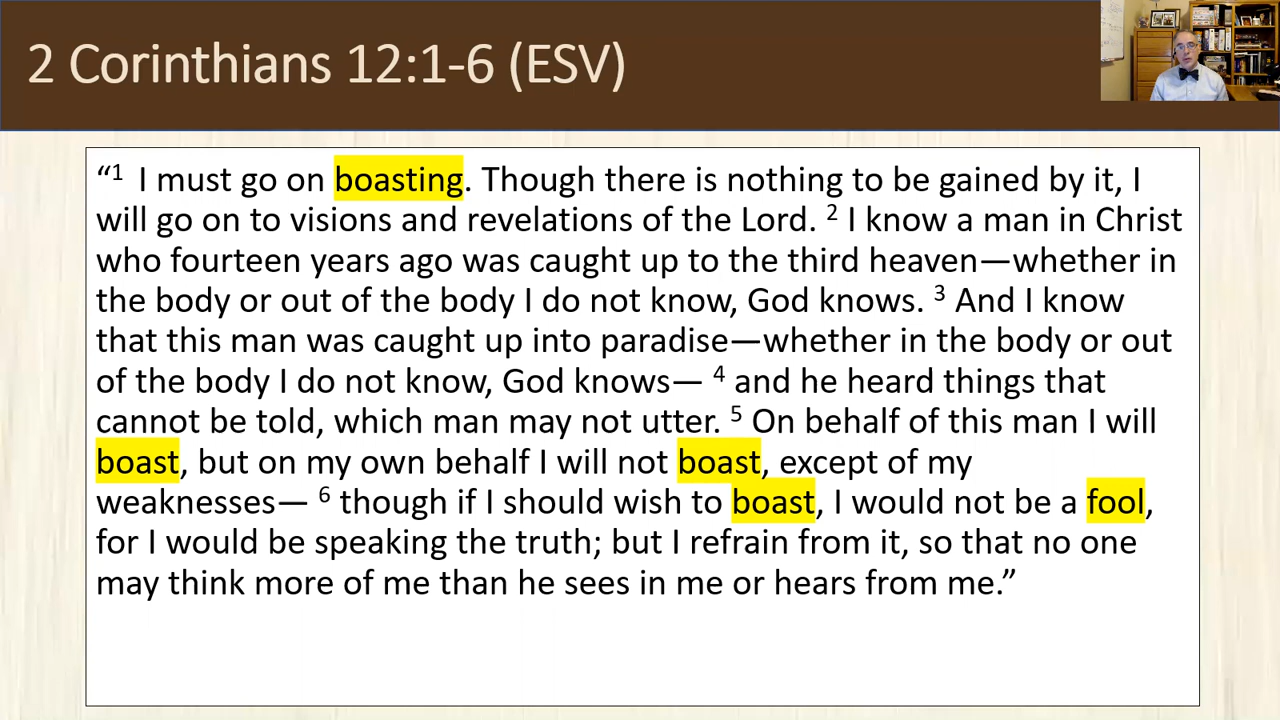 2 Corinthians 12:1-6 (ESV)
“1 I must go on boasting. Though there is nothing to be gained by it, I
will go on to visions and revelations of the Lord. 2 I know a man in Christ
who fourteen years ago was caught up to the third heaven—whether in
the body or out of the body I do not know, God knows. 3 And I know
that this man was caught up into paradise—whether in the body or out
of the body I do not know, God knows— 4 and he heard things that
cannot be told, which man may not utter. 5 On behalf of this man I will
boast, but on my own behalf I will not boast, except of my
weaknesses— 6 though if I should wish to boast, I would not be a fool,
for I would be speaking the truth; but I refrain from it, so that no one
may think more of me than he sees in me or hears from me.”